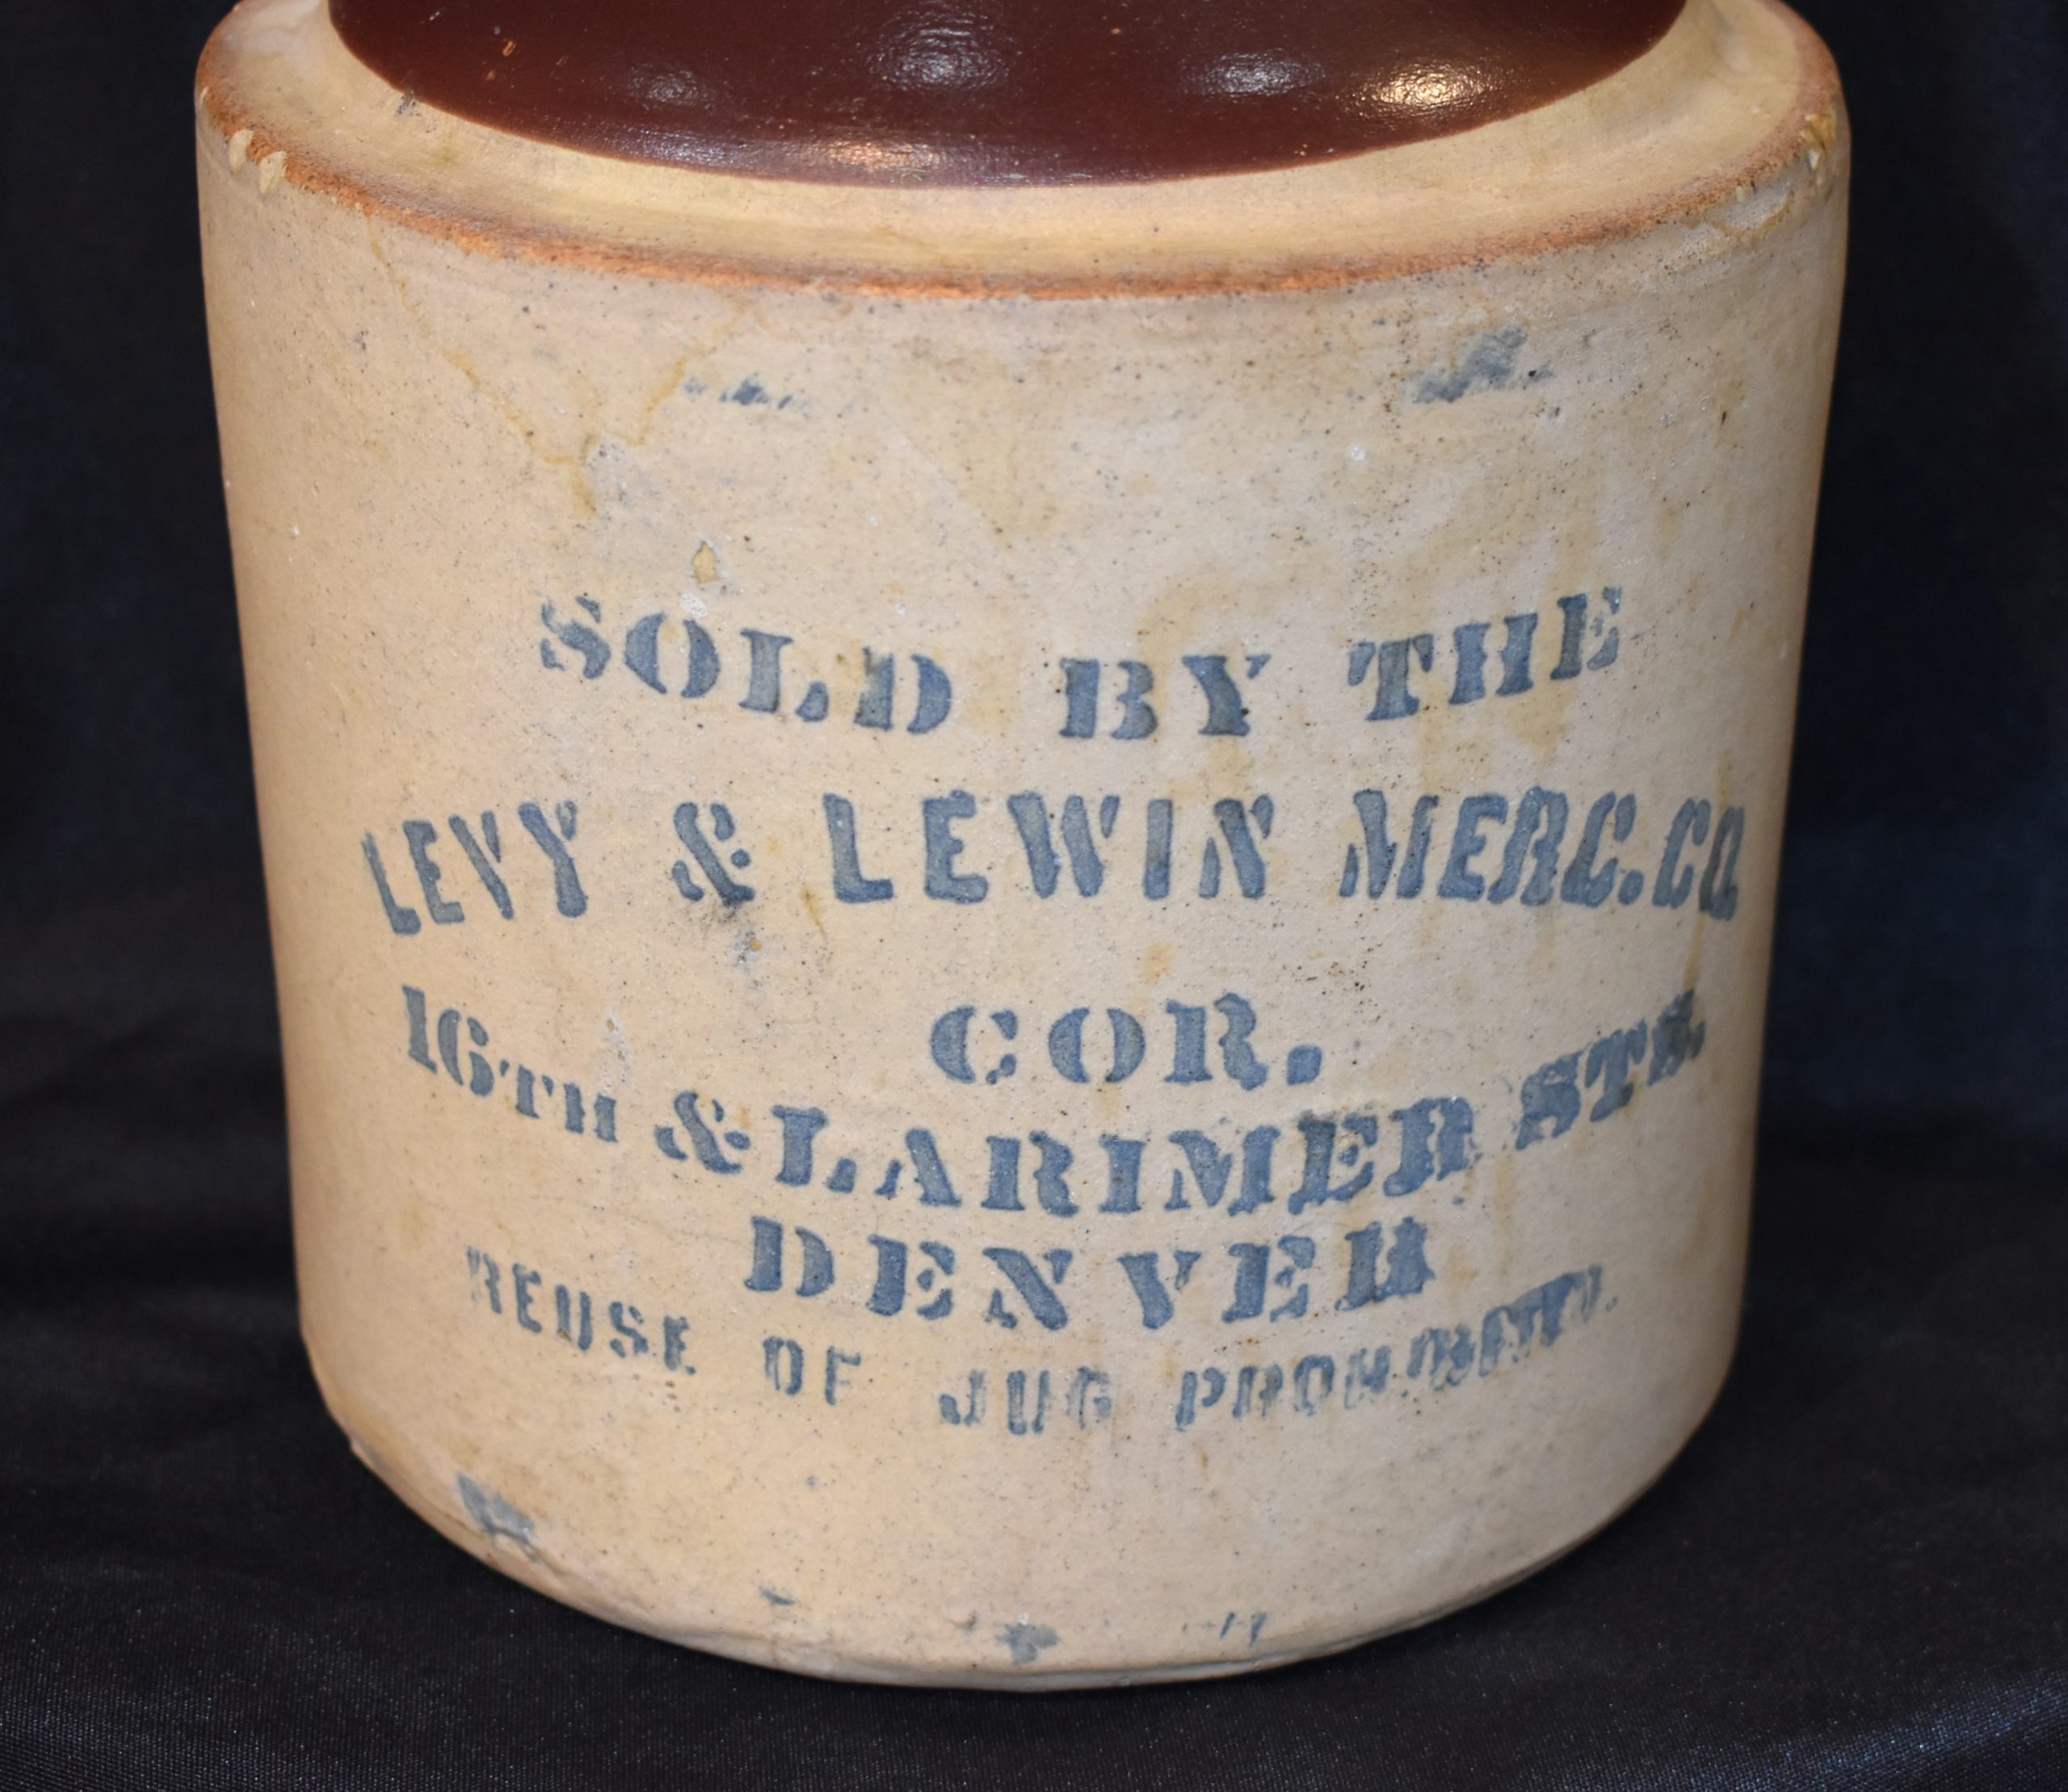 SOLD BY THE
LEVY & LEWIN MERC. CO.
COR.
16TH & LARIMER STS.
DENVER
REUSE OF JUG PROHIBITED.